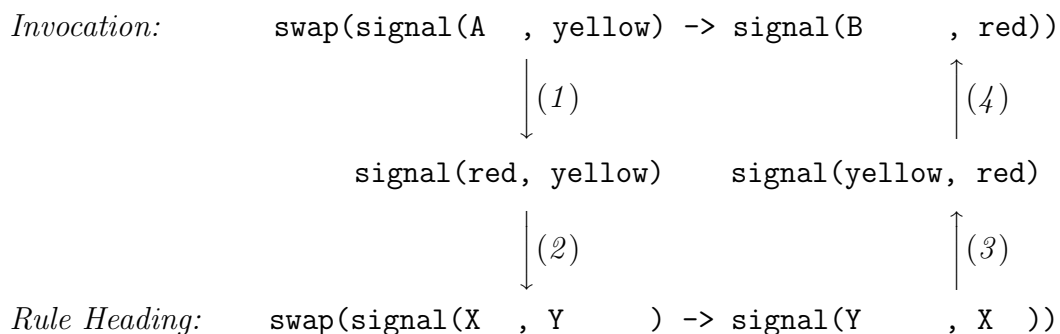 Invocation: swap(signal(A , yellow) -> signal(B , red))
(1) (4)
signal(red, yellow) signal(yellow, red)
(2) (3)
Rule Heading: swap(signal(X , Y ) -> signal(Y , X ))